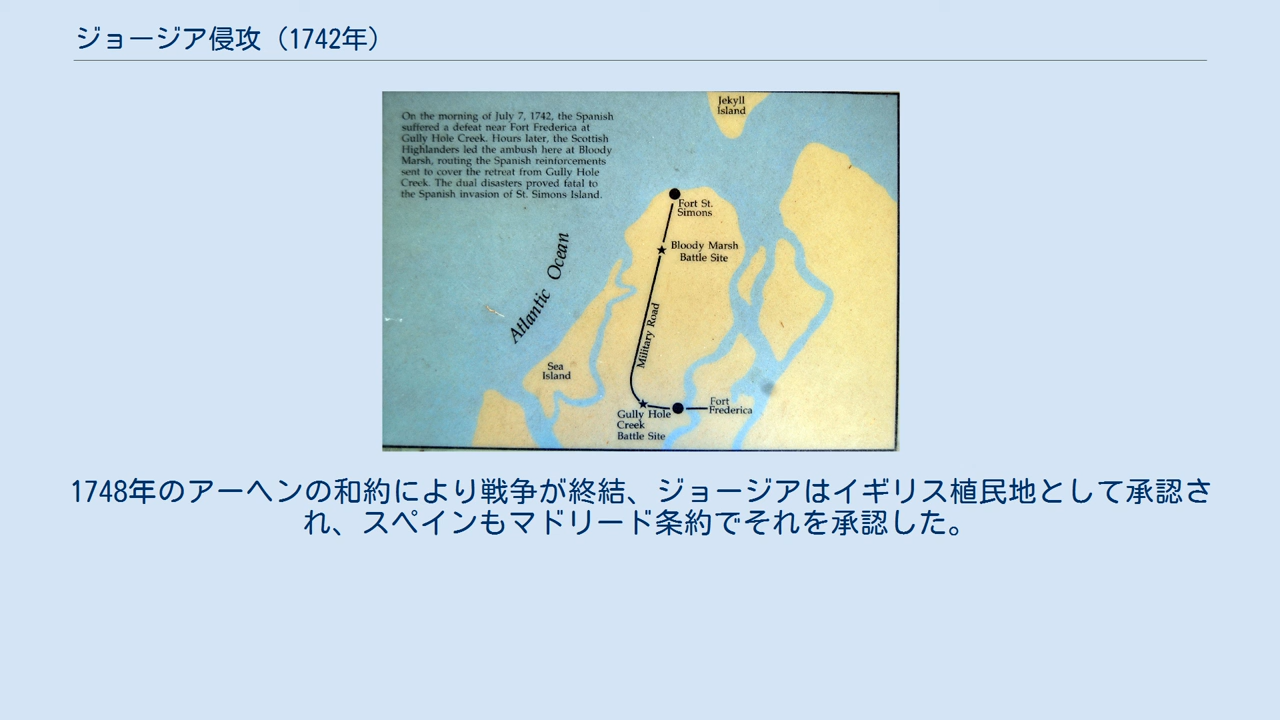 ジョージア侵攻（1742年）
On the morning of July 7, 1742, the Spanish
suffered a defeat near Fort Frederica at
Gully Hole Creek. Hours later, the Scottish
Highlanders led the ambush here at Bloody
Marsh, routing the Spanish reinforcements
sent to cover the retreat from Gully Hole
Creek. The dual disasters proved fatal to
the Spanish invasion of St. Simons Island.
Jekyll
Island
Fort St.
Simons
Bloody Marsh
Battle Site
Atlantic Ocean
Military Road
Sea
Island
Gully Hole
Creek
Battle Site
Fort
Frederica
1748年のアーヘンの和約により戦争が終結、ジョージアはイギリス植民地として承認さ
れ、スペインもマドリード条約でそれを承認した。